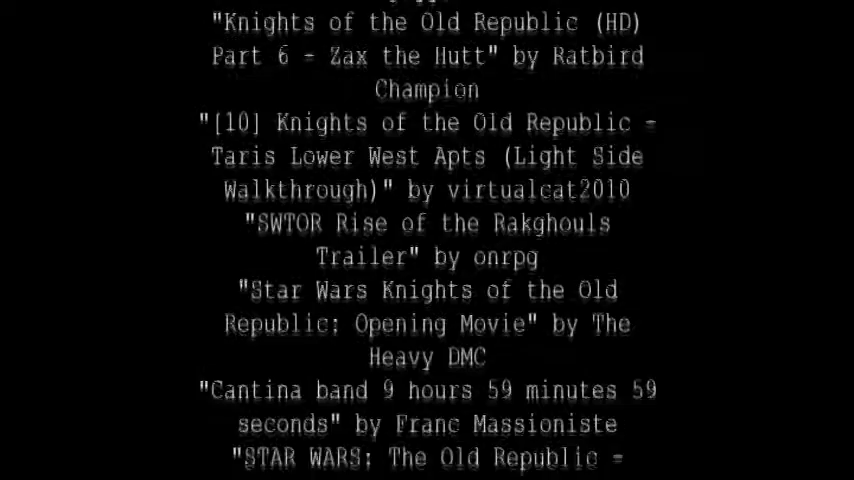 "Knights of the Old Republic (HD)
Part 6 - Zax the Hutt" by Ratbird
Champion
"[10] Knights of the Old Republic -
Taris Lower West Apts (Light Side
Walkthrough)" by virtualcat2010
"SWTOR Rise of the Rakghouls
Trailer" by onrpg
"Star Wars Knights of the Old
Republic: Opening Movie" by The
Heavy DMC
"Cantina band 9 hours 59 minutes 59
seconds" by Franc Massioniste
"STAR WARS: The Old Republic -